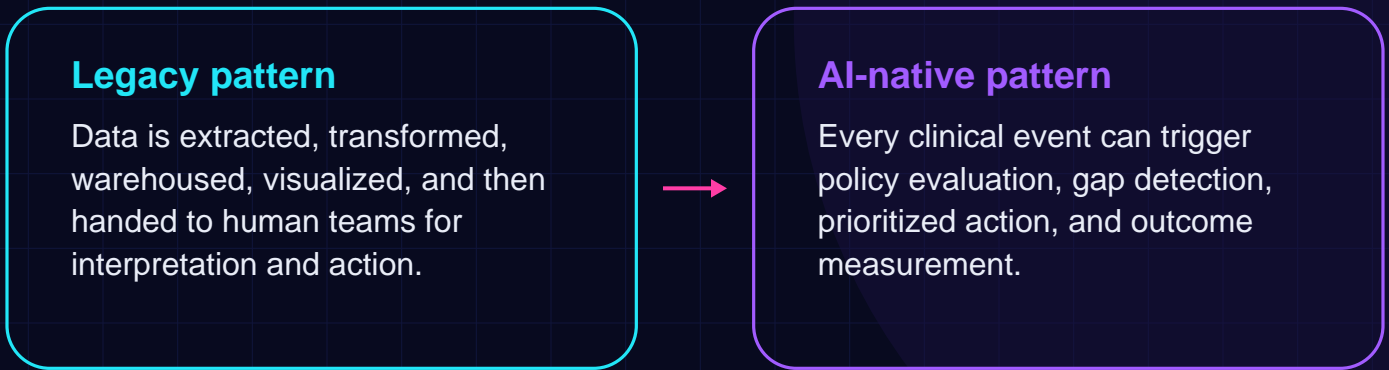 Legacy pattern
Data is extracted, transformed,
warehoused, visualized, and then
handed to human teams for
interpretation and action.
AI-native pattern
Every clinical event can trigger
policy evaluation, gap detection,
prioritized action, and outcome
measurement.